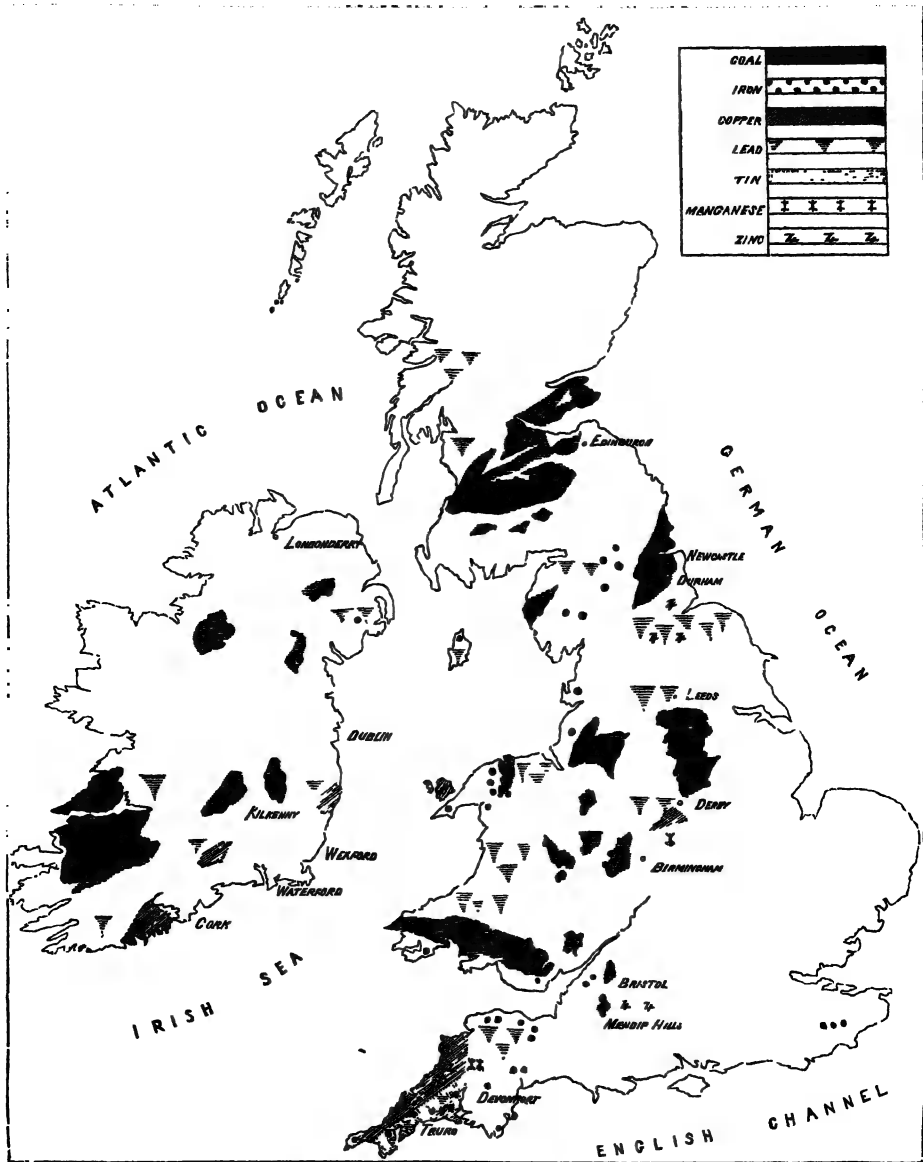 COAL
IRON
COPPER
LEAD
TIN
MANGANESE
ZINC
ATLANTIC OCEAN
EDINBURGH
GERMAN OCEAN
LONDONDERRY
NEWCASTLE
DURHAM
LEEDS
DUBLIN
DERBY
KILKENNY
WEXFORD
BIRMINGHAM
WATERFORD
CORK
IRISH SEA
BRISTOL
MENDIP HILLS
DEVONPORT
TRURO
ENGLISH CHANNEL